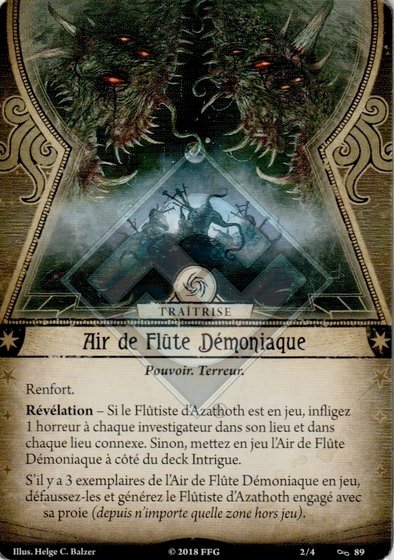 TRAÎTRISE
Air de Flûte Démoniaque
Pouvoir. Terreur.
Renfort.
Révélation – Si le Flûtiste d'Azathoth est en jeu, infligez
1 horreur à chaque investigateur dans son lieu et dans
chaque lieu connexe. Sinon, mettez en jeu l'Air de Flûte
Démoniaque à côté du deck Intrigue.
S'il y a 3 exemplaires de l'Air de Flûte Démoniaque en jeu,
défaussez-les et générez le Flûtiste d'Azathoth engagé avec
sa proie (depuis n'importe quelle zone hors jeu).
Illus. Helge C. Balzer © 2018 FFG 2/4 89